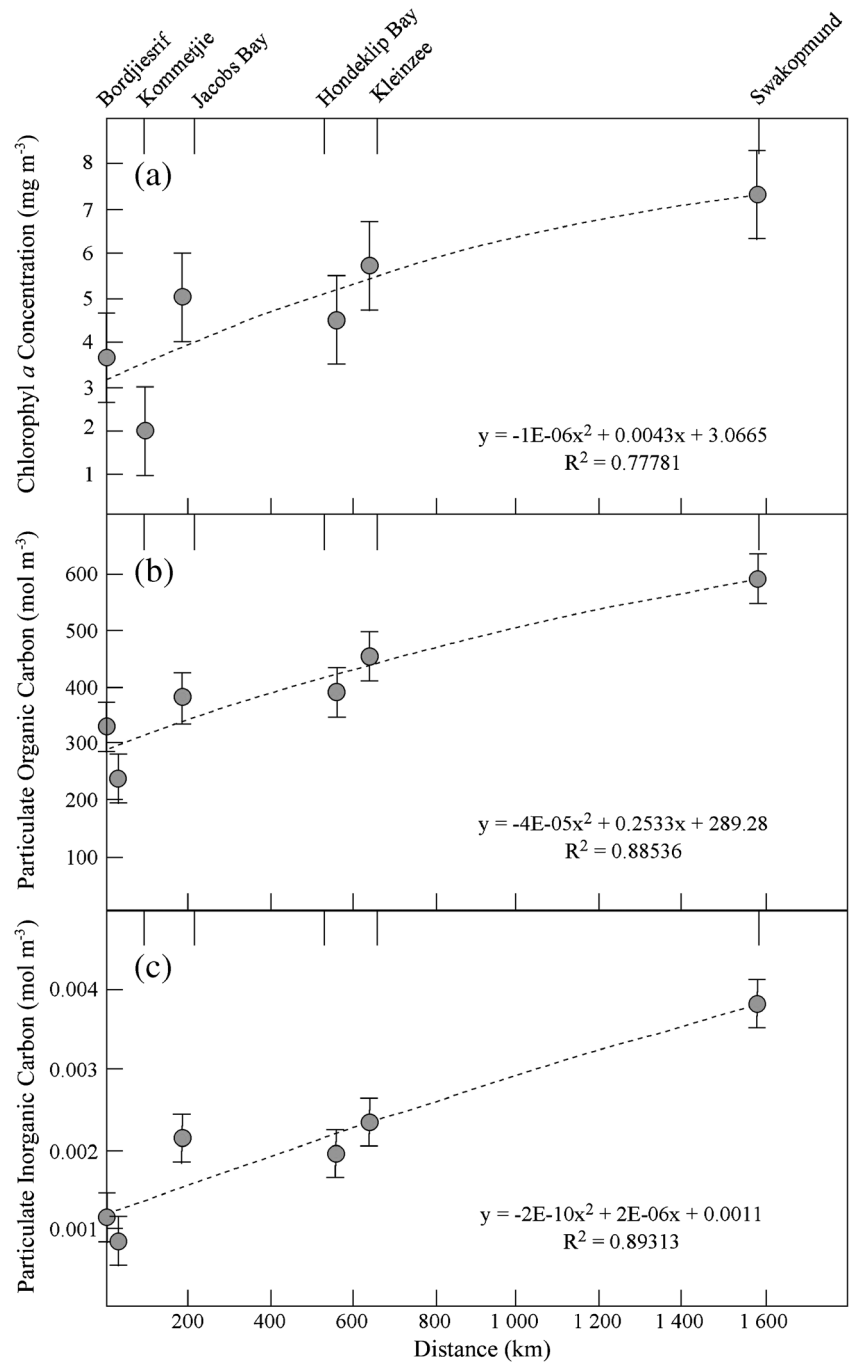 Bordjiesrif
Kommetjie
Jacobs Bay
Hondeklip Bay
Kleinzee
Swakopmund
(a)
Chlorophyl a Concentration (mg m-3)
8
7
6
5
4
3
2
1
y = -1E-06x² + 0.0043x + 3.0665
R² = 0.77781
(b)
Particulate Organic Carbon (mol m-3)
600
500
400
300
200
100
y = -4E-05x² + 0.2533x + 289.28
R² = 0.88536
(c)
Particulate Inorganic Carbon (mol m-3)
0.004
0.003
0.002
0.001
y = -2E-10x² + 2E-06x + 0.0011
R² = 0.89313
200 400 600 800 1 000 1 200 1 400 1 600
Distance (km)